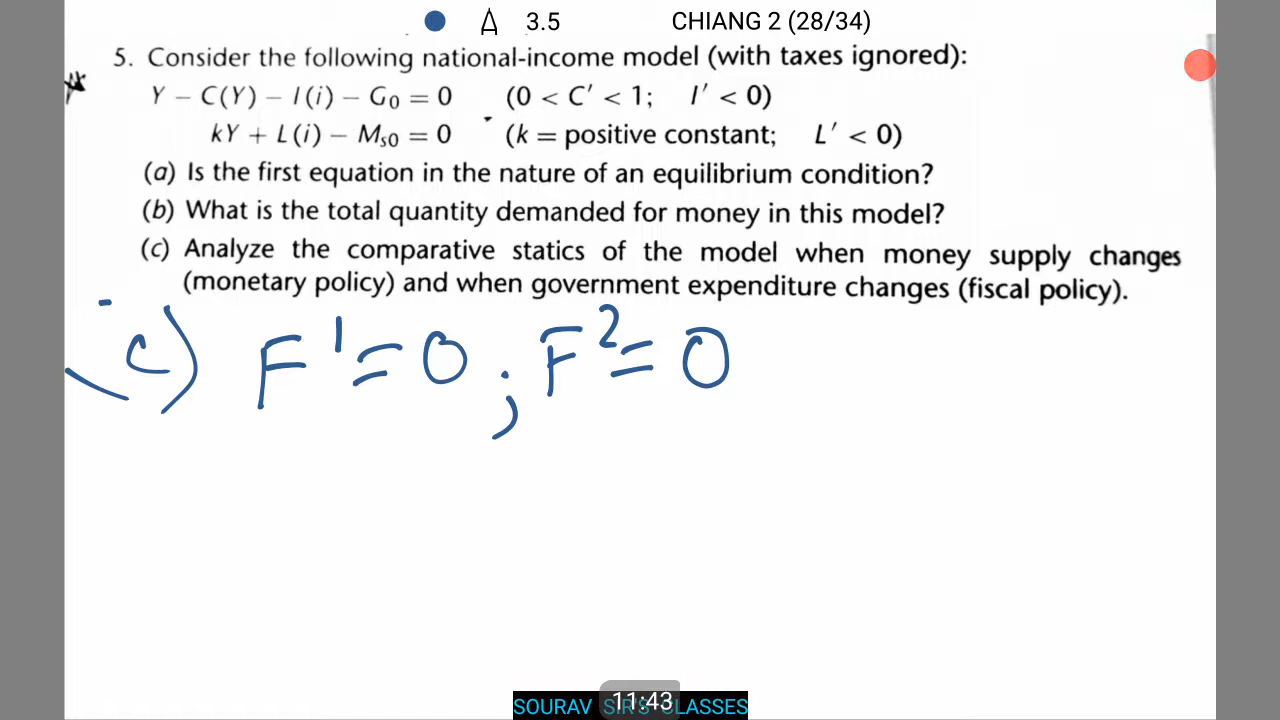 3.5 CHIANG 2 (28/34)
5. Consider the following national-income model (with taxes ignored):
Y − C(Y) − I(i) − G₀ = 0 (0 < C′ < 1; I′ < 0)
kY + L(i) − Mₛ₀ = 0 (k = positive constant; L′ < 0)
(a) Is the first equation in the nature of an equilibrium condition?
(b) What is the total quantity demanded for money in this model?
(c) Analyze the comparative statics of the model when money supply changes
(monetary policy) and when government expenditure changes (fiscal policy).
(c) F¹ = 0 ; F² = 0
11:43
SOURAV SIR'S CLASSES